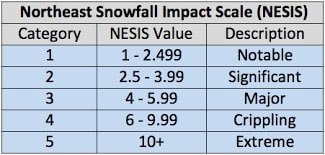 Northeast Snowfall Impact Scale (NESIS)
Category NESIS Value Description
1 1 - 2.499 Notable
2 2.5 - 3.99 Significant
3 4 - 5.99 Major
4 6 - 9.99 Crippling
5 10+ Extreme